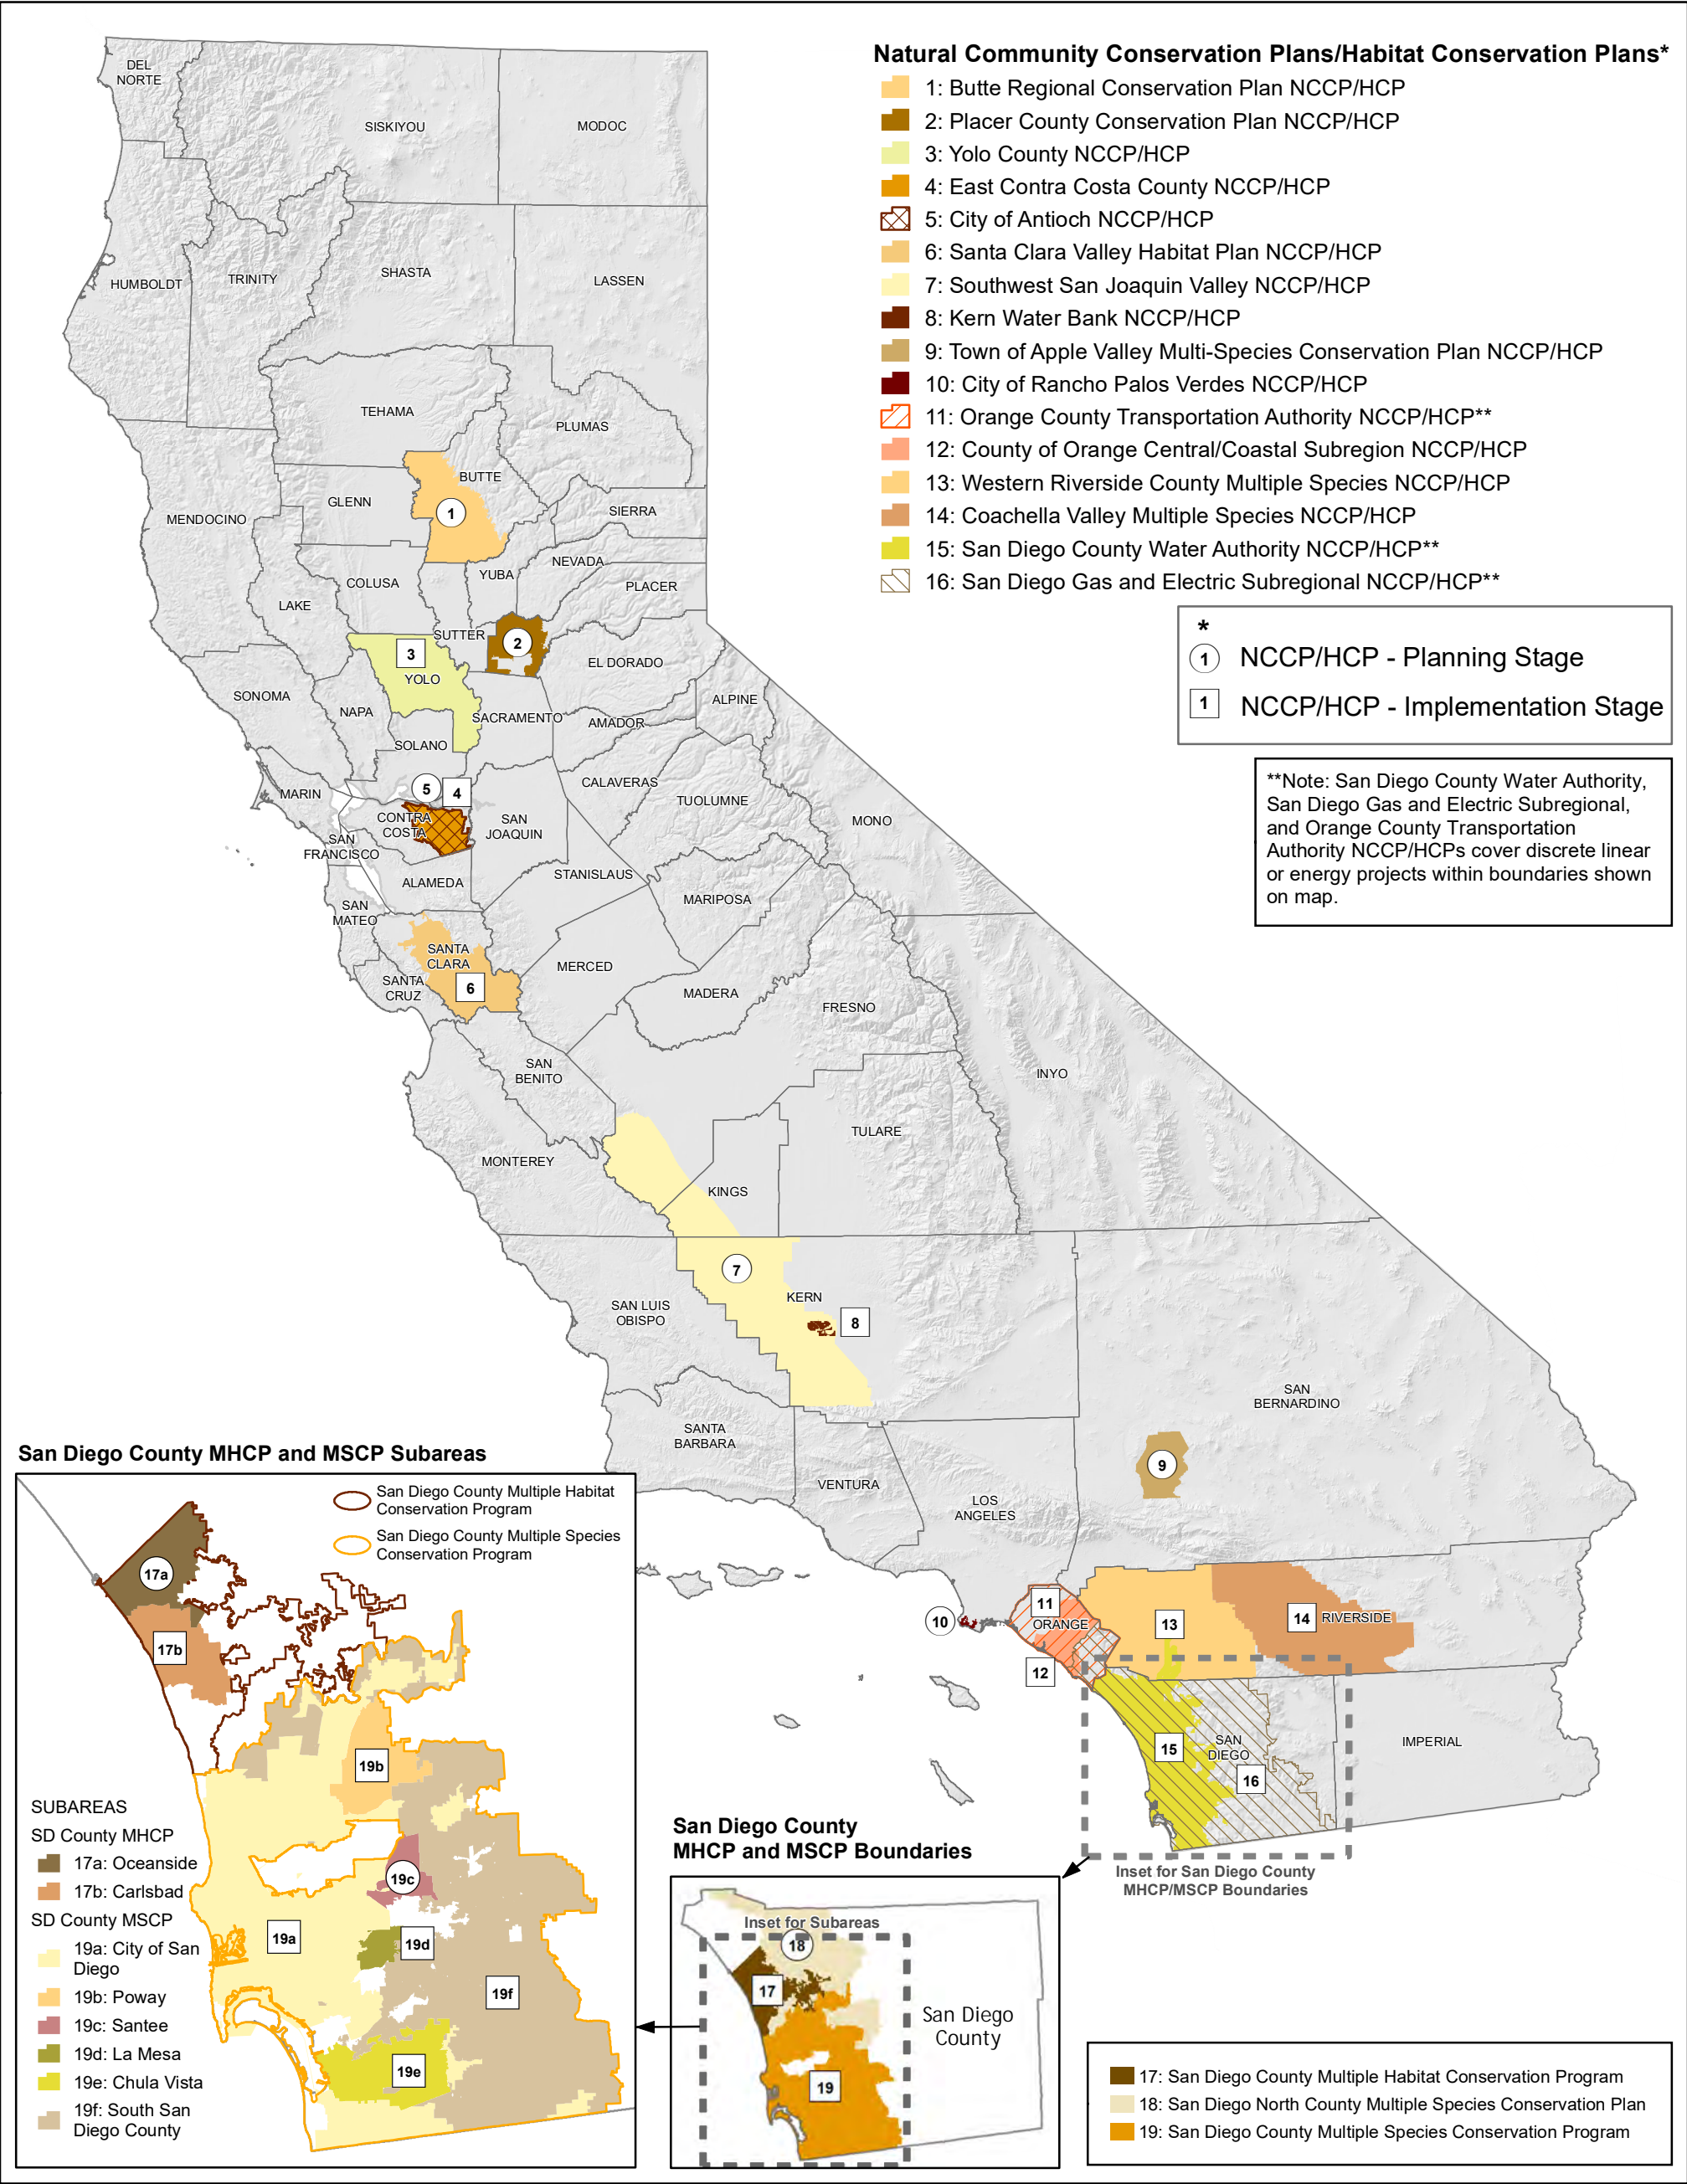 Natural Community Conservation Plans/Habitat Conservation Plans*
1: Butte Regional Conservation Plan NCCP/HCP
2: Placer County Conservation Plan NCCP/HCP
3: Yolo County NCCP/HCP
4: East Contra Costa County NCCP/HCP
5: City of Antioch NCCP/HCP
6: Santa Clara Valley Habitat Plan NCCP/HCP
7: Southwest San Joaquin Valley NCCP/HCP
8: Kern Water Bank NCCP/HCP
9: Town of Apple Valley Multi-Species Conservation Plan NCCP/HCP
10: City of Rancho Palos Verdes NCCP/HCP
11: Orange County Transportation Authority NCCP/HCP**
12: County of Orange Central/Coastal Subregion NCCP/HCP
13: Western Riverside County Multiple Species NCCP/HCP
14: Coachella Valley Multiple Species NCCP/HCP
15: San Diego County Water Authority NCCP/HCP**
16: San Diego Gas and Electric Subregional NCCP/HCP**
*
1 NCCP/HCP - Planning Stage
1 NCCP/HCP - Implementation Stage
**Note: San Diego County Water Authority,
San Diego Gas and Electric Subregional,
and Orange County Transportation
Authority NCCP/HCPs cover discrete linear
or energy projects within boundaries shown
on map.
DEL
NORTE
SISKIYOU
MODOC
HUMBOLDT
TRINITY
SHASTA
LASSEN
TEHAMA
PLUMAS
BUTTE
1
GLENN
MENDOCINO
SIERRA
NEVADA
YUBA
COLUSA
PLACER
LAKE
SUTTER
2
3
YOLO
EL DORADO
SONOMA
NAPA
SACRAMENTO
ALPINE
AMADOR
SOLANO
MARIN
5
4
CALAVERAS
TUOLUMNE
CONTRA
COSTA
SAN
JOAQUIN
MONO
SAN
FRANCISCO
ALAMEDA
STANISLAUS
SAN
MATEO
MARIPOSA
SANTA
CLARA
6
SANTA
CRUZ
MERCED
MADERA
FRESNO
SAN
BENITO
INYO
MONTEREY
TULARE
KINGS
7
KERN
8
SAN LUIS
OBISPO
SAN
BERNARDINO
SANTA
BARBARA
VENTURA
LOS
ANGELES
9
10
11
ORANGE
12
13
14
RIVERSIDE
15
SAN
DIEGO
16
IMPERIAL
Inset for San Diego County
MHCP/MSCP Boundaries
San Diego County MHCP and MSCP Subareas
San Diego County Multiple Habitat
Conservation Program
San Diego County Multiple Species
Conservation Program
17a
17b
19b
19c
19a
19d
19f
19e
SUBAREAS
SD County MHCP
17a: Oceanside
17b: Carlsbad
SD County MSCP
19a: City of San
Diego
19b: Poway
19c: Santee
19d: La Mesa
19e: Chula Vista
19f: South San
Diego County
San Diego County
MHCP and MSCP Boundaries
Inset for Subareas
18
17
San Diego
County
19
17: San Diego County Multiple Habitat Conservation Program
18: San Diego North County Multiple Species Conservation Plan
19: San Diego County Multiple Species Conservation Program